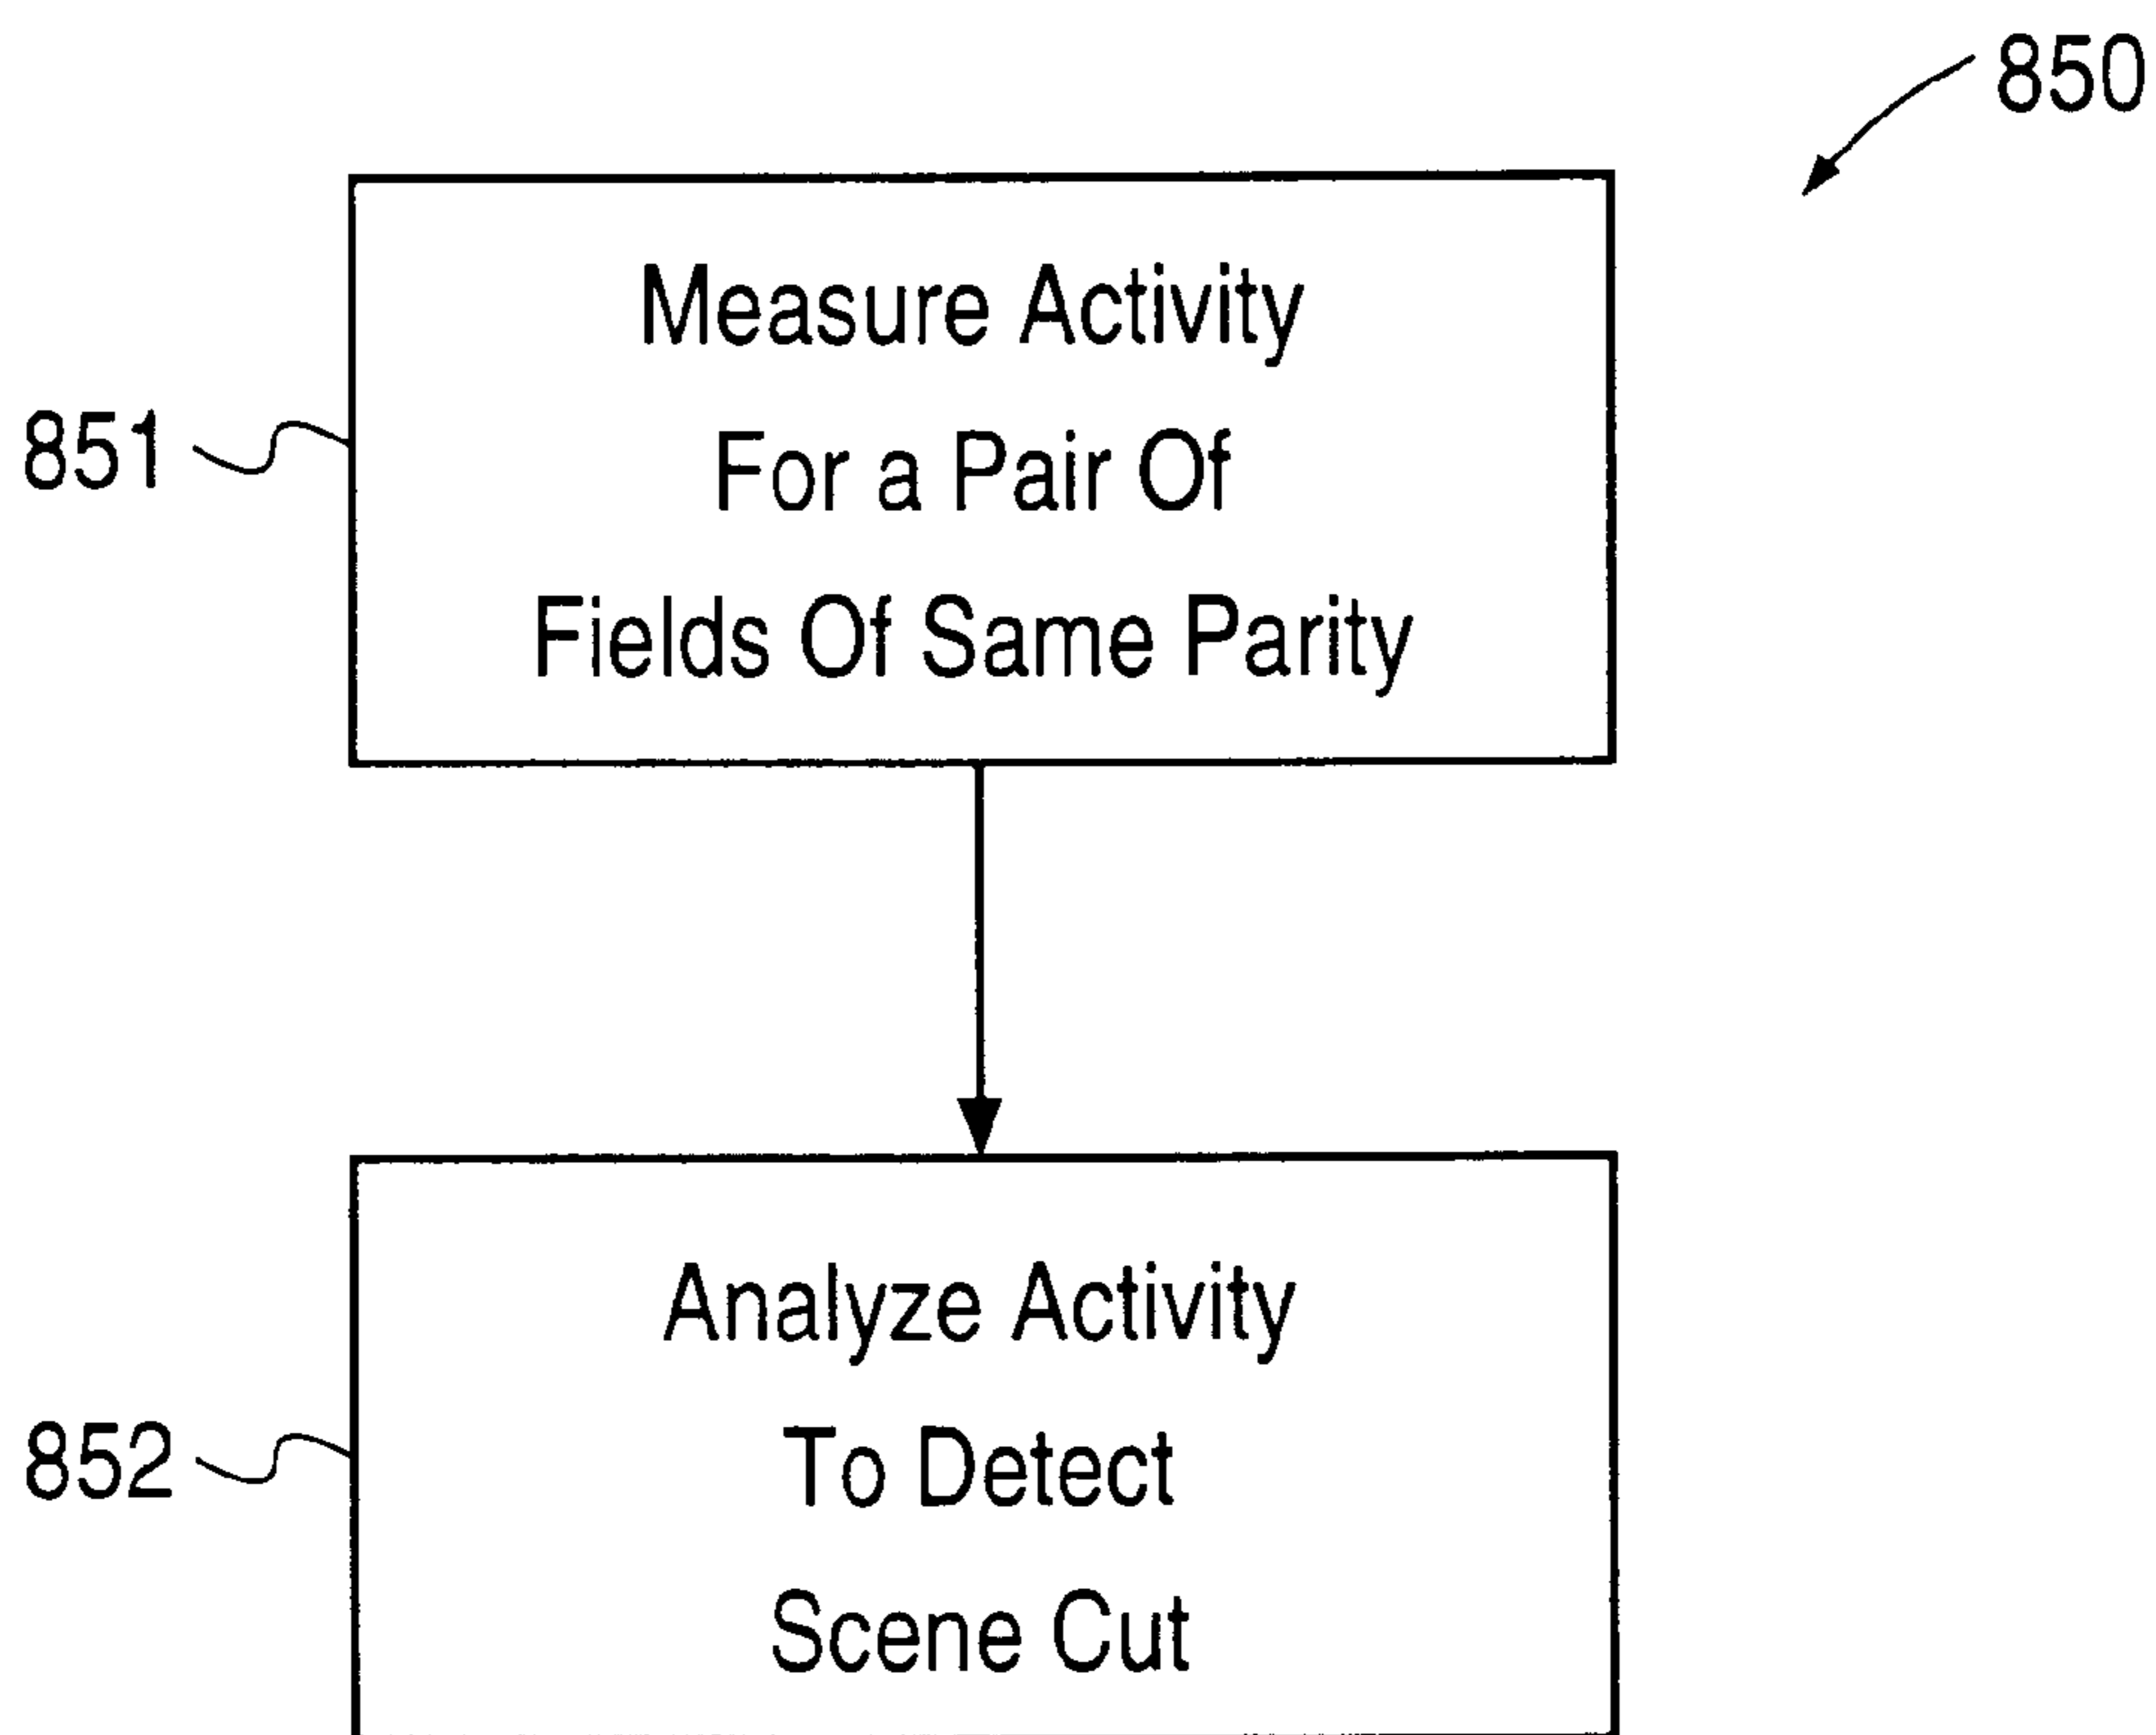 850
Measure Activity
For a Pair Of
Fields Of Same Parity
851
Analyze Activity
To Detect
Scene Cut
852